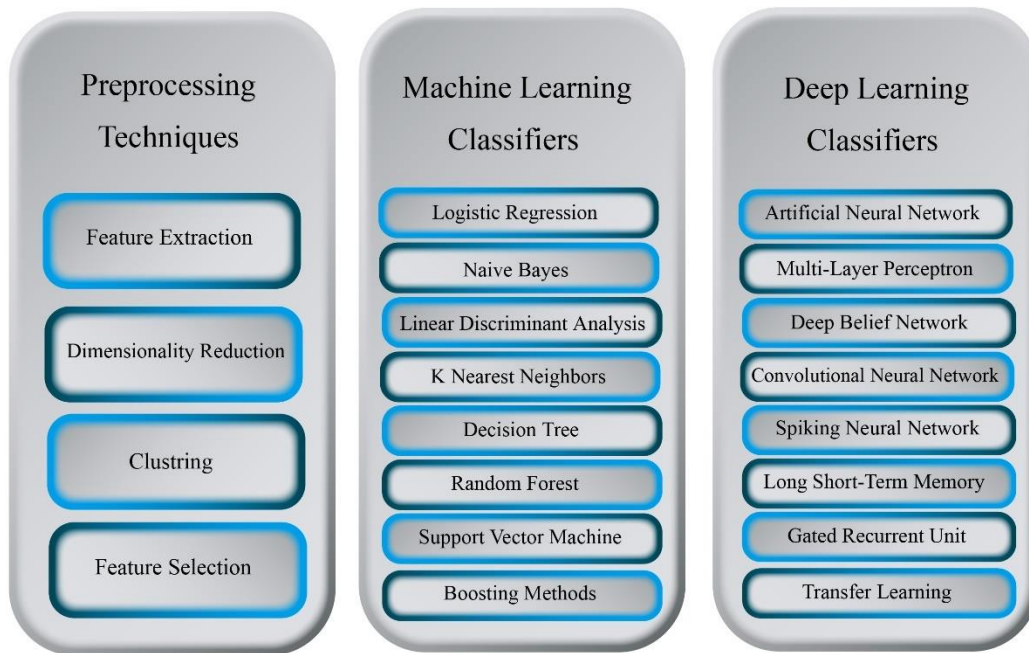 Preprocessing
Techniques
Feature Extraction
Dimensionality Reduction
Clustring
Feature Selection
Machine Learning
Classifiers
Logistic Regression
Naive Bayes
Linear Discriminant Analysis
K Nearest Neighbors
Decision Tree
Random Forest
Support Vector Machine
Boosting Methods
Deep Learning
Classifiers
Artificial Neural Network
Multi-Layer Perceptron
Deep Belief Network
Convolutional Neural Network
Spiking Neural Network
Long Short-Term Memory
Gated Recurrent Unit
Transfer Learning